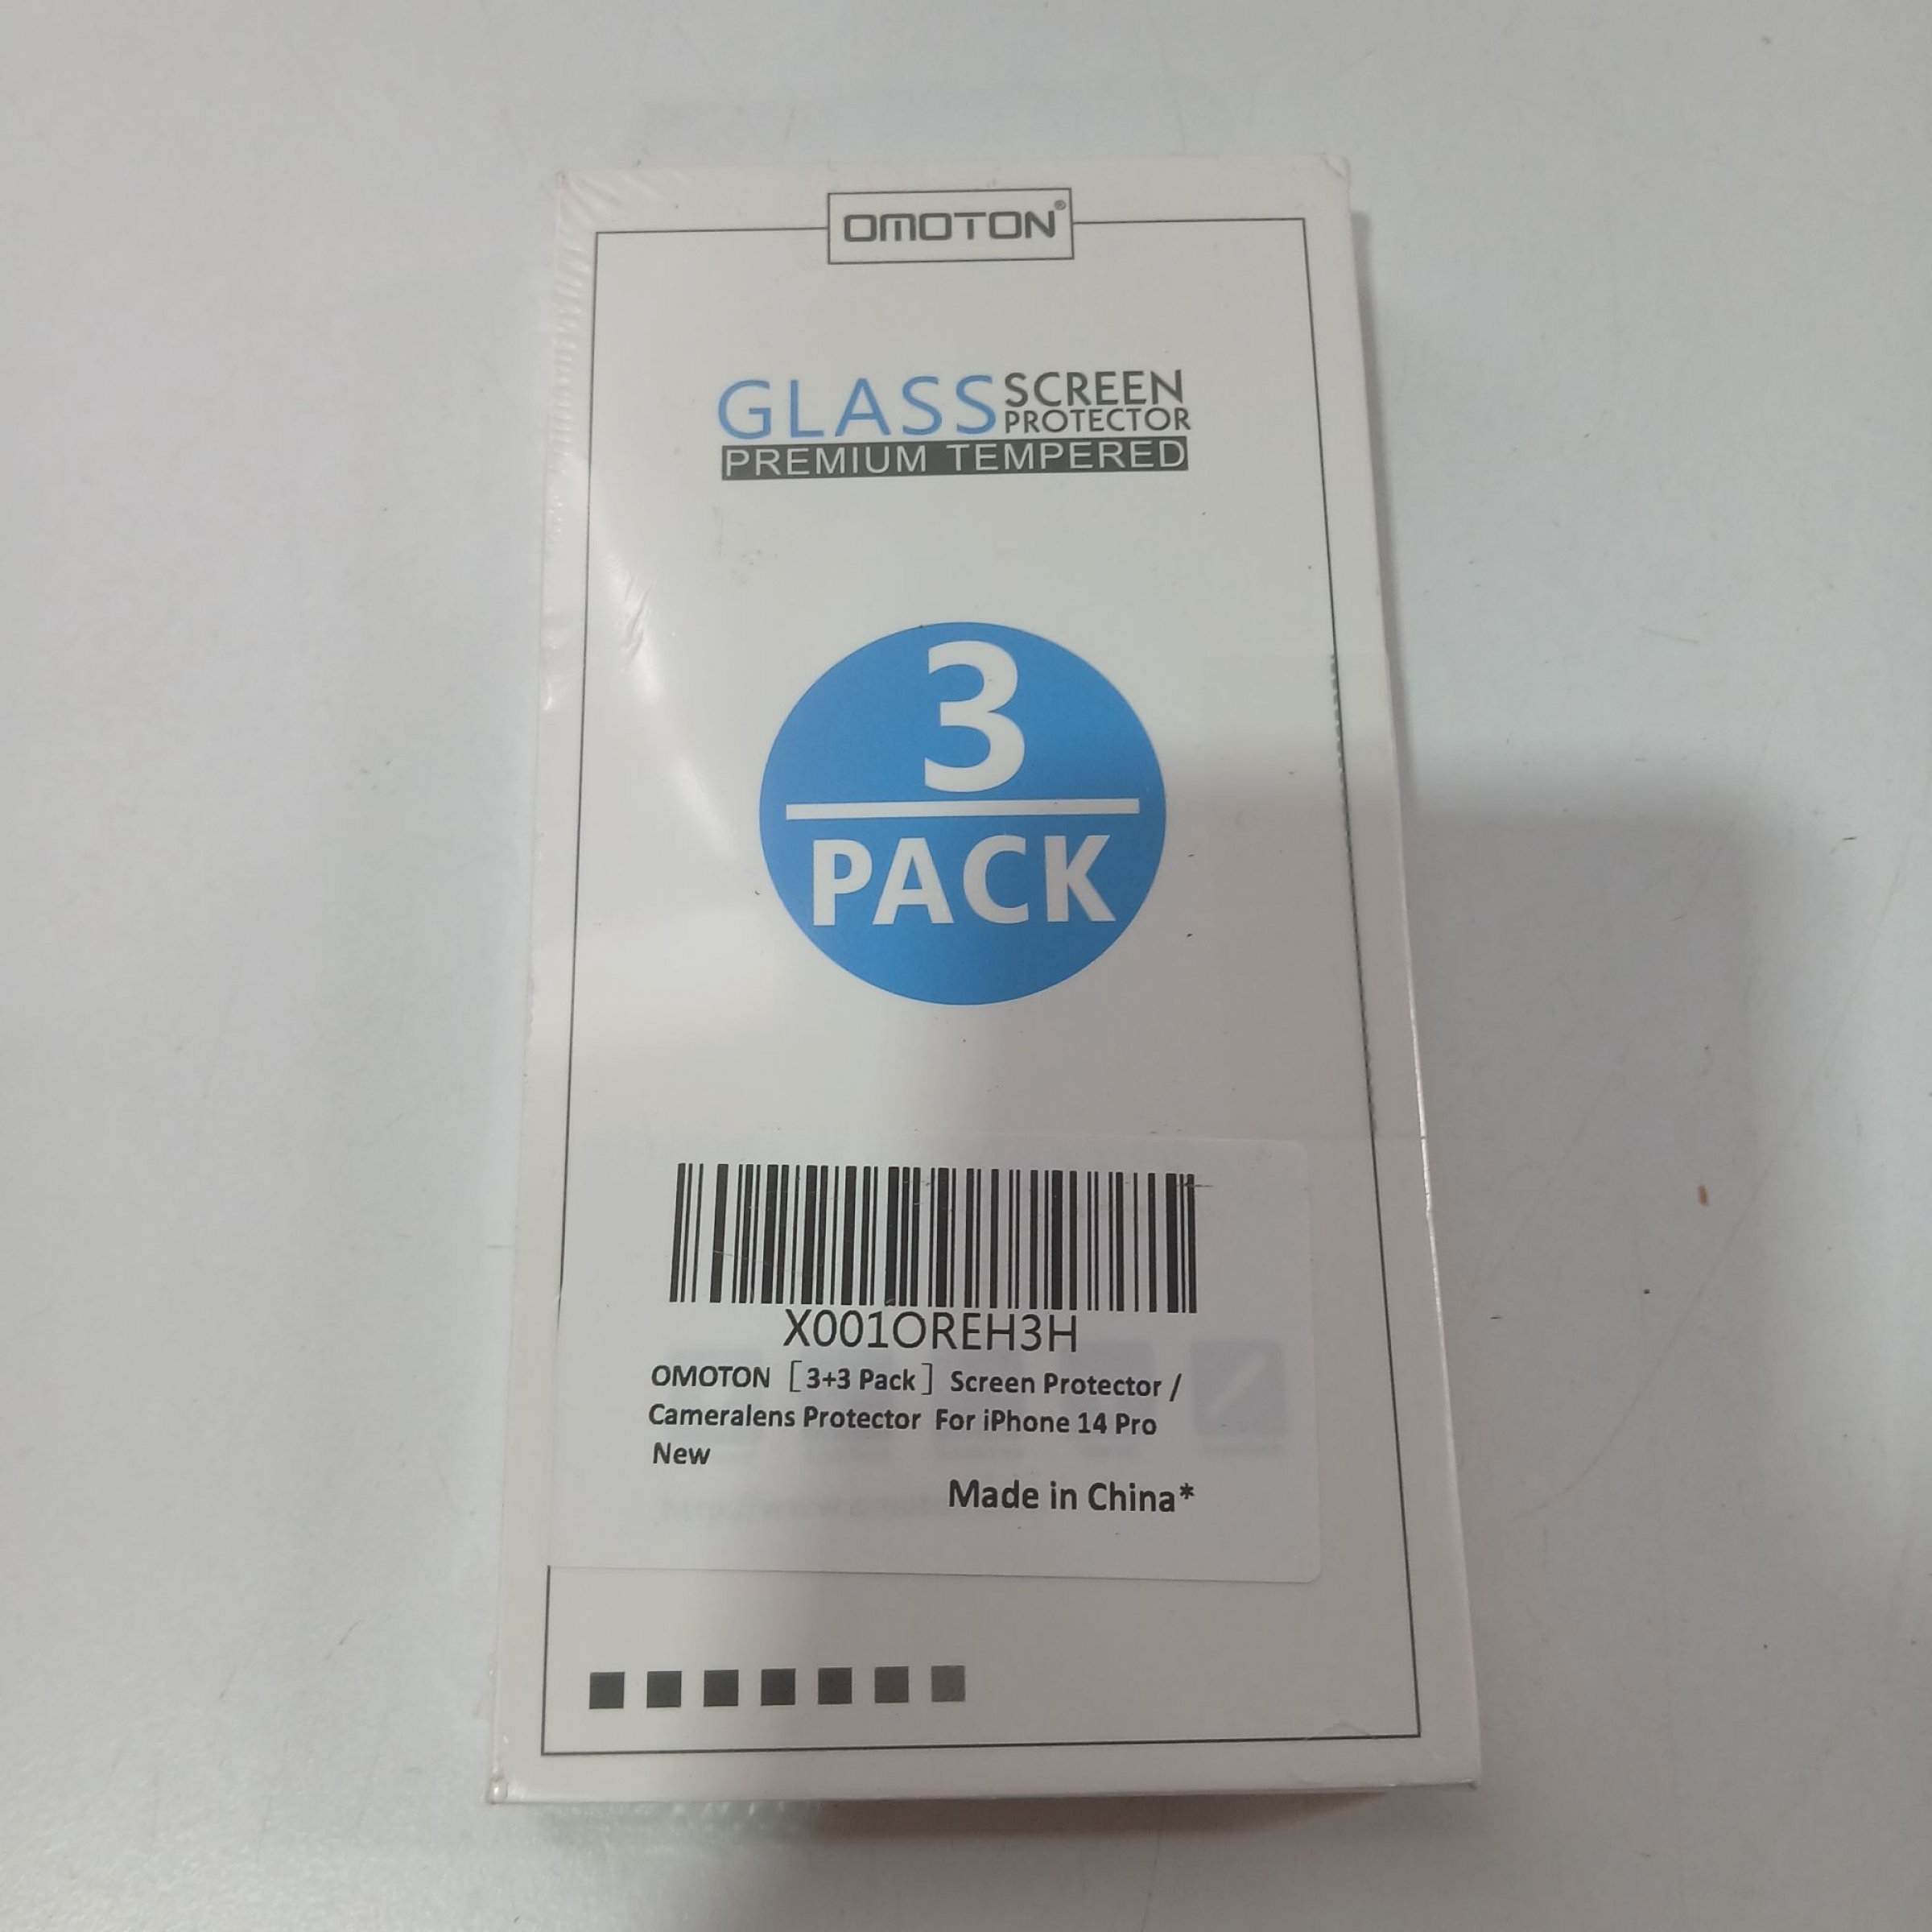 OMOTON®
GLASS SCREEN
PROTECTOR
PREMIUM TEMPERED
3
PACK
X001OREH3H
OMOTON [3+3 Pack] Screen Protector /
Cameralens Protector For iPhone 14 Pro
New
Made in China*